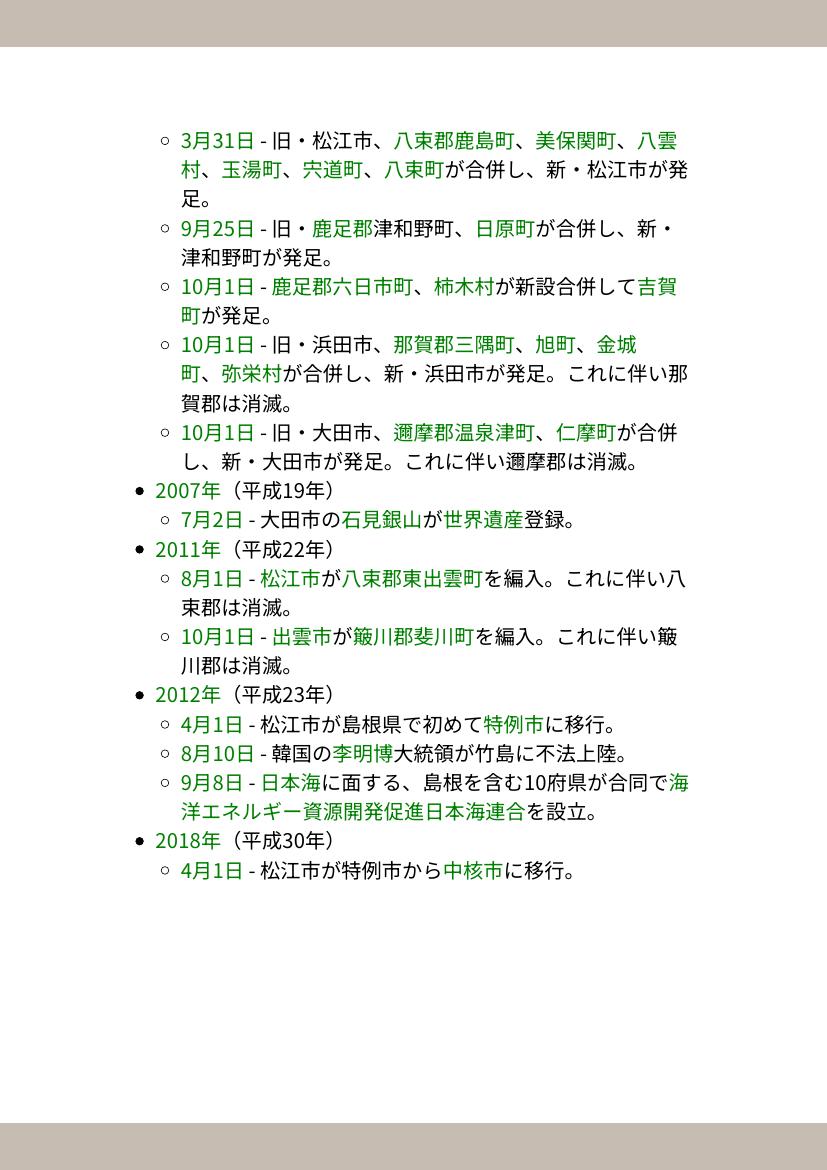 3月31日 - 旧・松江市、八束郡鹿島町、美保関町、八雲
村、玉湯町、宍道町、八束町が合併し、新・松江市が発
足。
9月25日 - 旧・鹿足郡津和野町、日原町が合併し、新・
津和野町が発足。
10月1日 - 鹿足郡六日市町、柿木村が新設合併して吉賀
町が発足。
10月1日 - 旧・浜田市、那賀郡三隅町、旭町、金城
町、弥栄村が合併し、新・浜田市が発足。これに伴い那
賀郡は消滅。
10月1日 - 旧・大田市、邇摩郡温泉津町、仁摩町が合併
し、新・大田市が発足。これに伴い邇摩郡は消滅。
2007年（平成19年）
7月2日 - 大田市の石見銀山が世界遺産登録。
2011年（平成22年）
8月1日 - 松江市が八束郡東出雲町を編入。これに伴い八
束郡は消滅。
10月1日 - 出雲市が簸川郡斐川町を編入。これに伴い簸
川郡は消滅。
2012年（平成23年）
4月1日 - 松江市が島根県で初めて特例市に移行。
8月10日 - 韓国の李明博大統領が竹島に不法上陸。
9月8日 - 日本海に面する、島根を含む10府県が合同で海
洋エネルギー資源開発促進日本海連合を設立。
2018年（平成30年）
4月1日 - 松江市が特例市から中核市に移行。